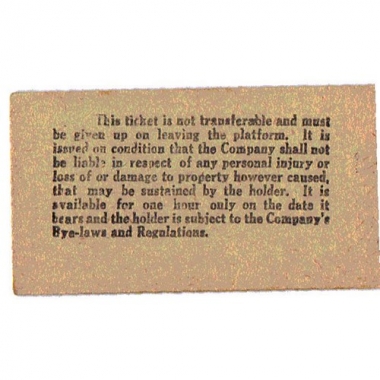 This ticket is not transferable and must
be given up on leaving the platform. It is
issued on condition that the Company shall not
be liable in respect of any personal injury or
loss of or damage to property however caused,
that may be sustained by the holder. It is
available for one hour only on the date it
bears and the holder is subject to the Company's
Bye-laws and Regulations.